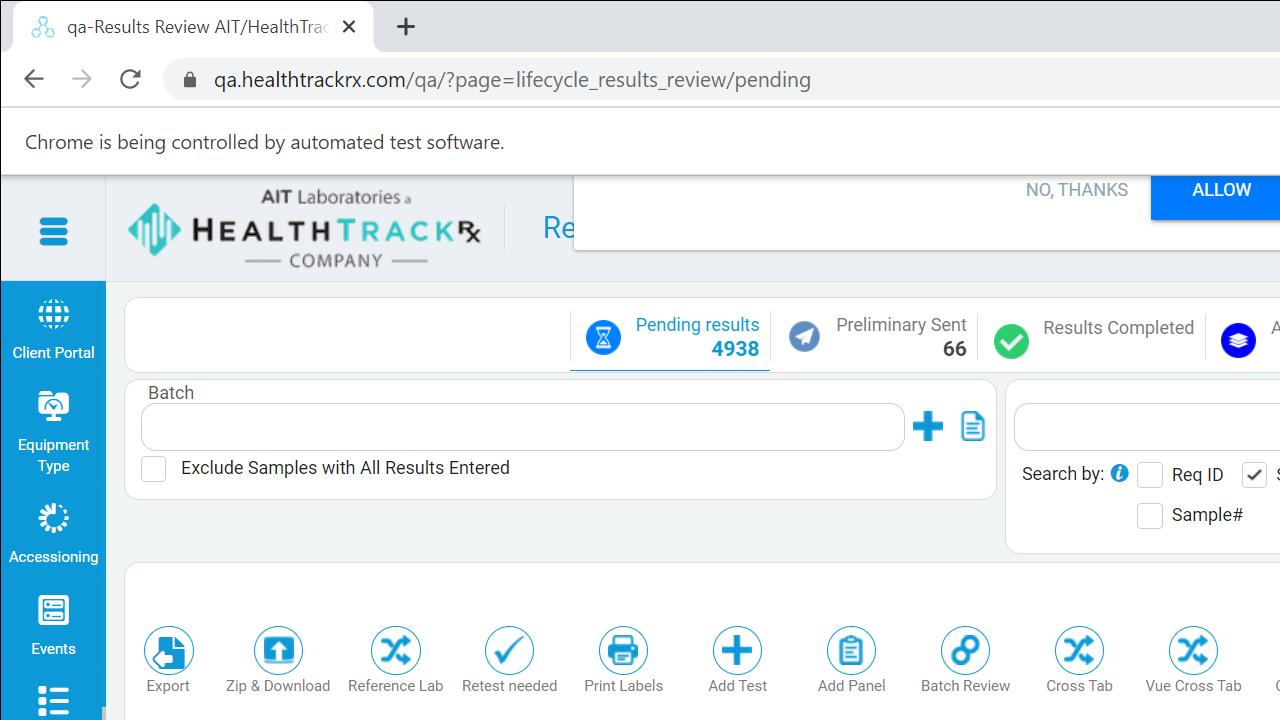 qa-Results Review AIT/HealthTrac
qa.healthtrackrx.com/qa/?page=lifecycle_results_review/pending
Chrome is being controlled by automated test software.
NO, THANKS
ALLOW
AIT Laboratories a
HEALTHTRACKRx
COMPANY
Re
Client Portal
Equipment
Type
Accessioning
Events
Pending results
4938
Preliminary Sent
66
Results Completed
A
Batch
Exclude Samples with All Results Entered
Search by:
Req ID
S
Sample#
Export
Zip & Download
Reference Lab
Retest needed
Print Labels
Add Test
Add Panel
Batch Review
Cross Tab
Vue Cross Tab